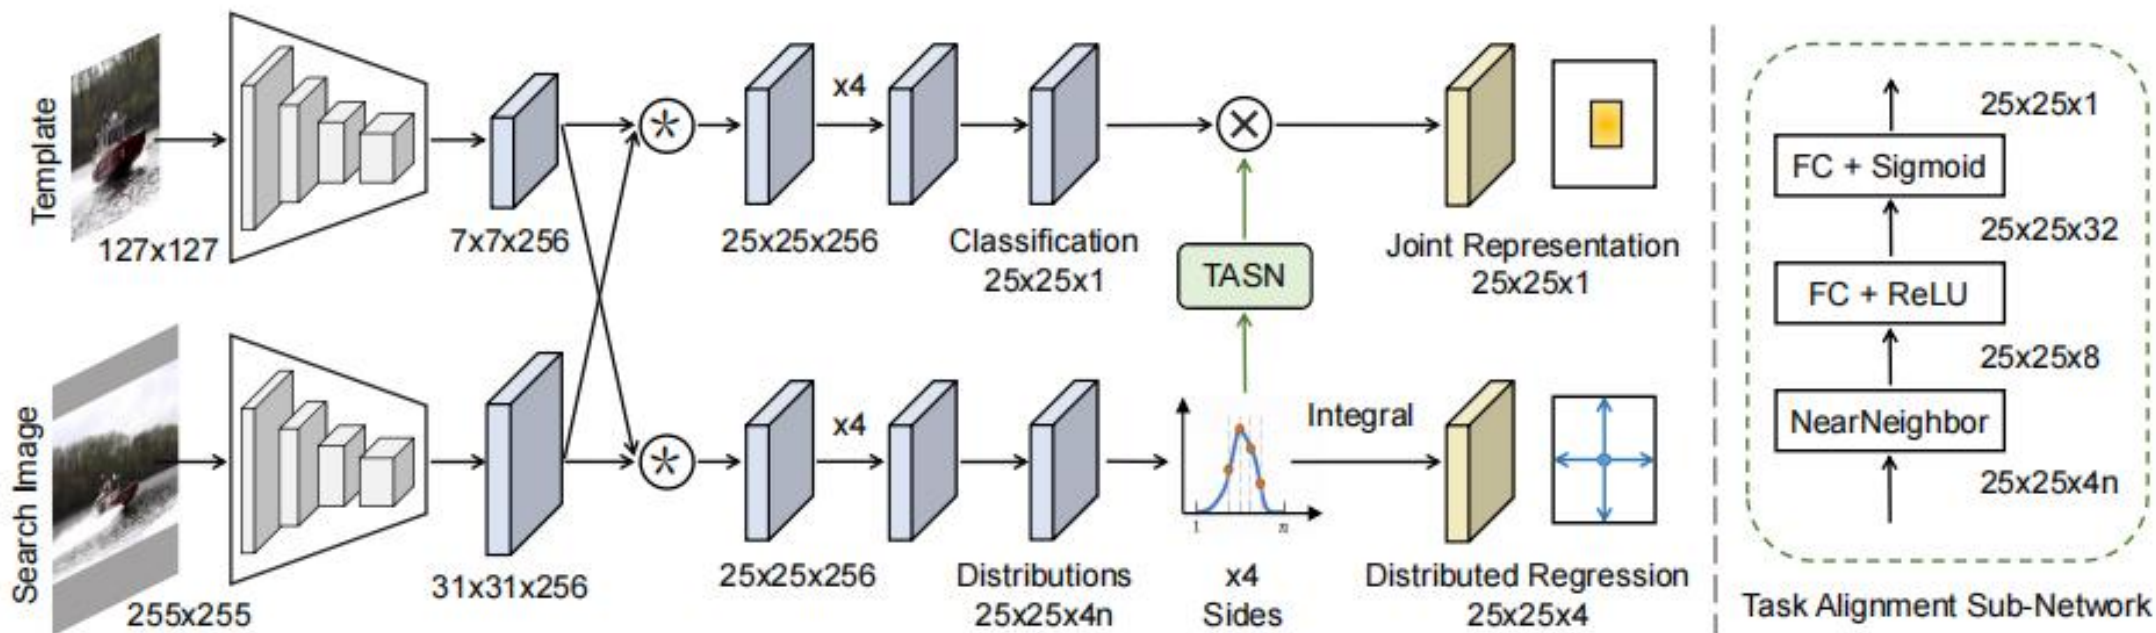 Template
127x127
7x7x256
*
25x25x256
x4
Classification
25x25x1
×
TASN
Joint Representation
25x25x1
Search Image
255x255
31x31x256
*
25x25x256
x4
Distributions
25x25x4n
1
n
x4
Sides
Integral
Distributed Regression
25x25x4
25x25x1
FC + Sigmoid
25x25x32
FC + ReLU
25x25x8
NearNeighbor
25x25x4n
Task Alignment Sub-Network